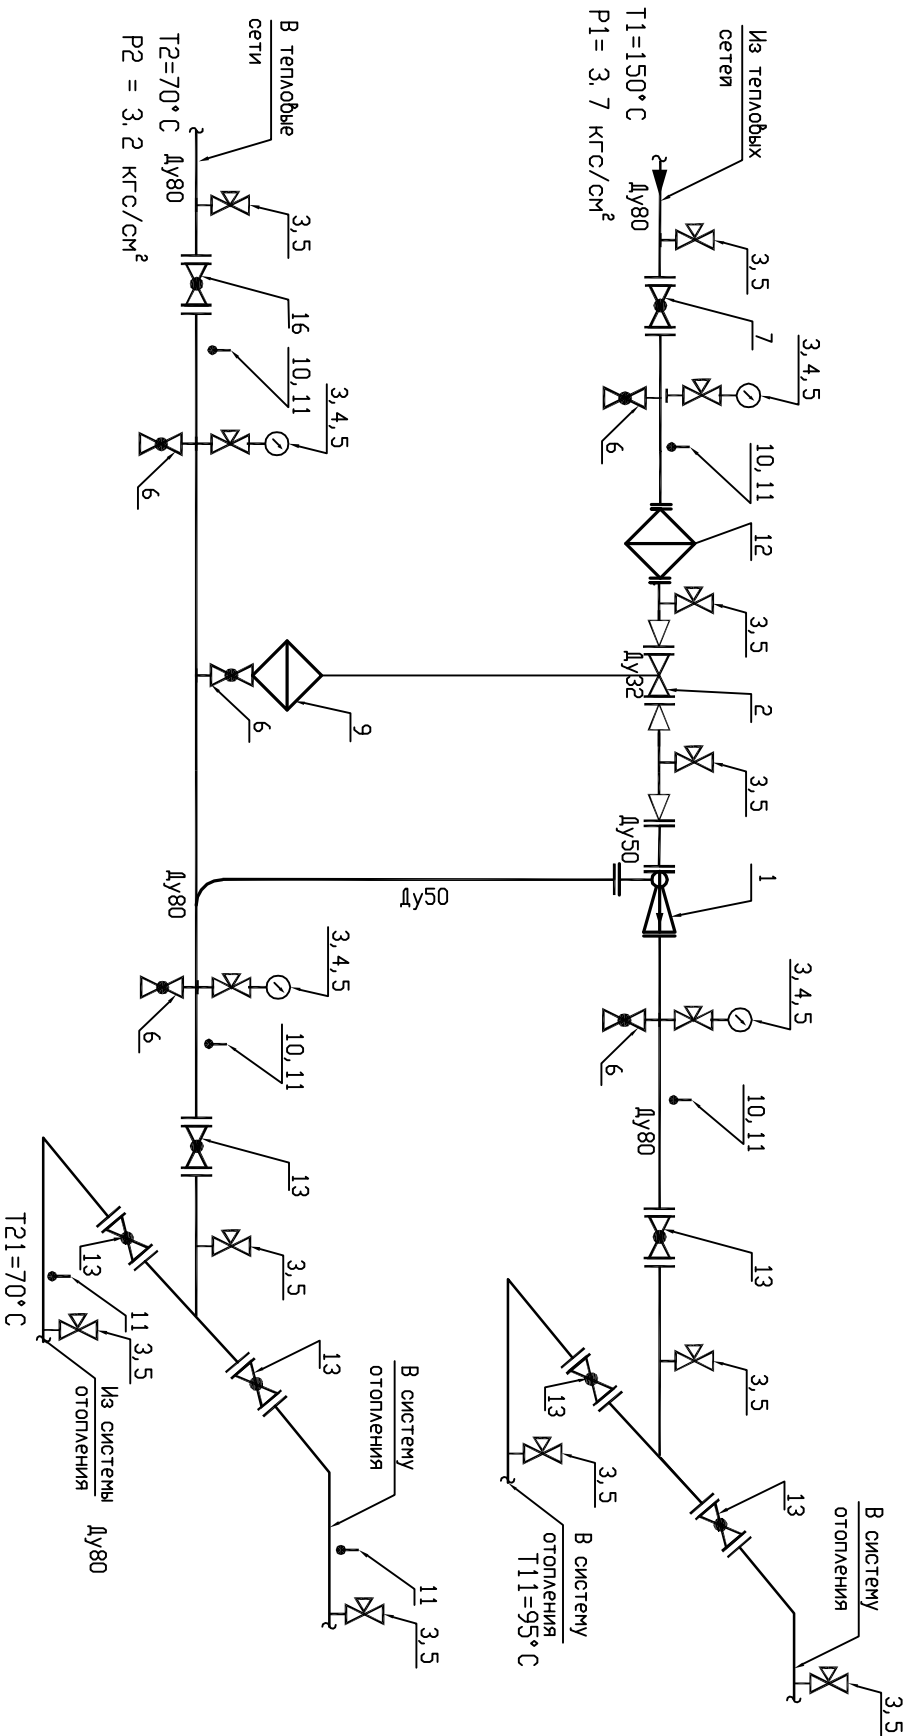 Из тепловых
сетей
Т1=150°С
Р1= 3,7 кгс/см²
Ду80
3,5
7
3,4,5
6
10,11
12
3,5
Ду32
2
3,5
Ду50
1
3,4,5
6
10,11
Ду80
13
3,5
13
3,5
В систему
отопления
Т11=95°С
13
В систему
отопления
3,5
В тепловые
сети
Т2=70°С
Р2 = 3,2 кгс/см²
Ду80
3,5
16
10,11
3,4,5
6
6
9
Ду80
Ду50
3,4,5
6
10,11
13
3,5
13
11
3,5
Т21=70°С
Из системы
отопления
Ду80
13
В систему
отопления
11
3,5